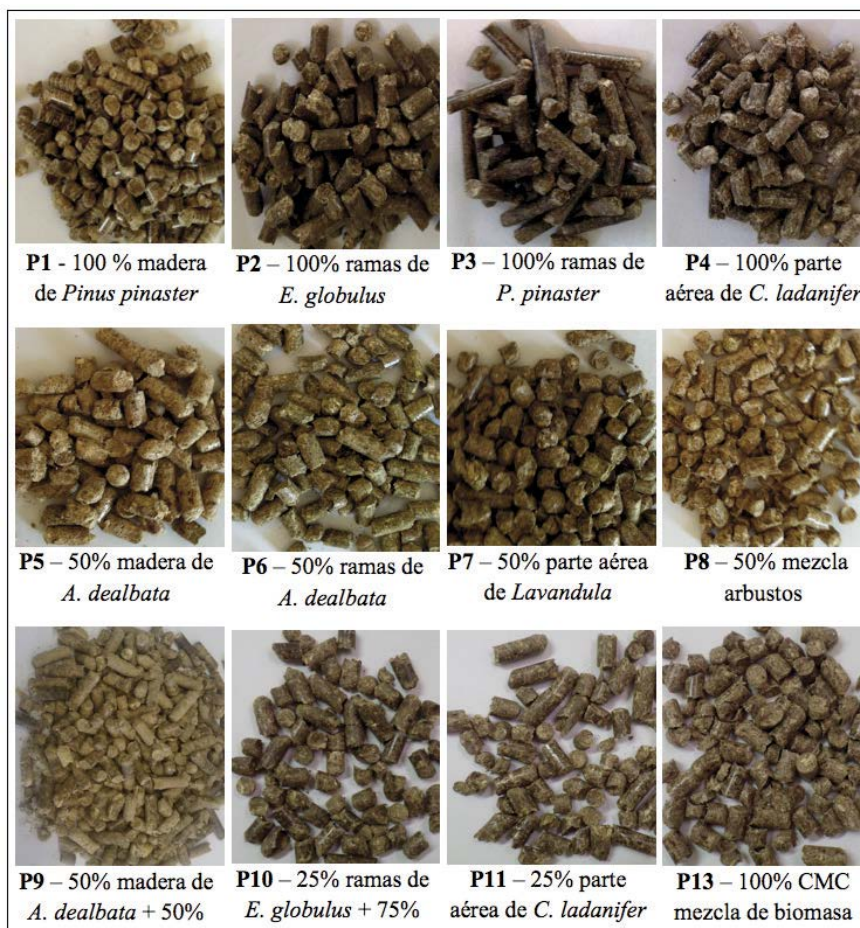 P1 - 100 % madera
de Pinus pinaster
P2 – 100% ramas de
E. globulus
P3 – 100% ramas de
P. pinaster
P4 – 100% parte
aérea de C. ladanifer
P5 – 50% madera de
A. dealbata
P6 – 50% ramas de
A. dealbata
P7 – 50% parte aérea
de Lavandula
P8 – 50% mezcla
arbustos
P9 – 50% madera de
A. dealbata + 50%
P10 – 25% ramas de
E. globulus + 75%
P11 – 25% parte
aérea de C. ladanifer
P13 – 100% CMC
mezcla de biomasa